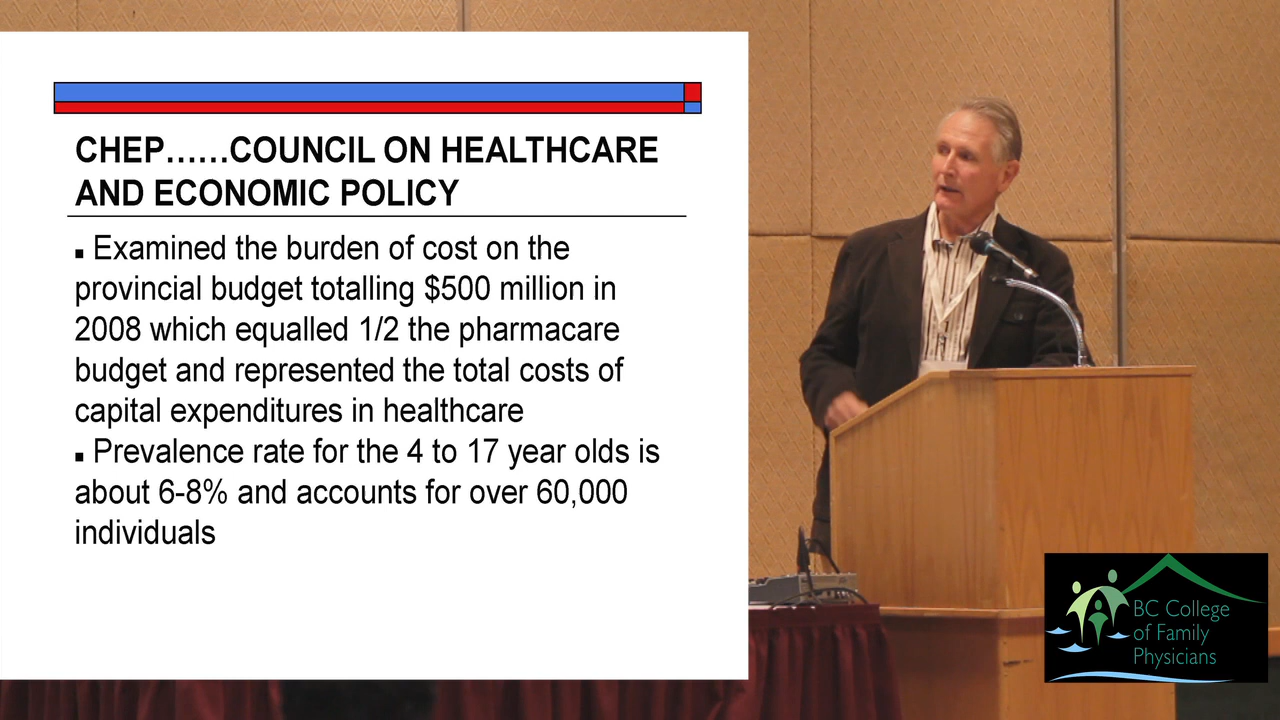 CHEP……COUNCIL ON HEALTHCARE
AND ECONOMIC POLICY
▪ Examined the burden of cost on the
provincial budget totalling $500 million in
2008 which equalled 1/2 the pharmacare
budget and represented the total costs of
capital expenditures in healthcare
▪ Prevalence rate for the 4 to 17 year olds is
about 6-8% and accounts for over 60,000
individuals
BC College
of Family
Physicians